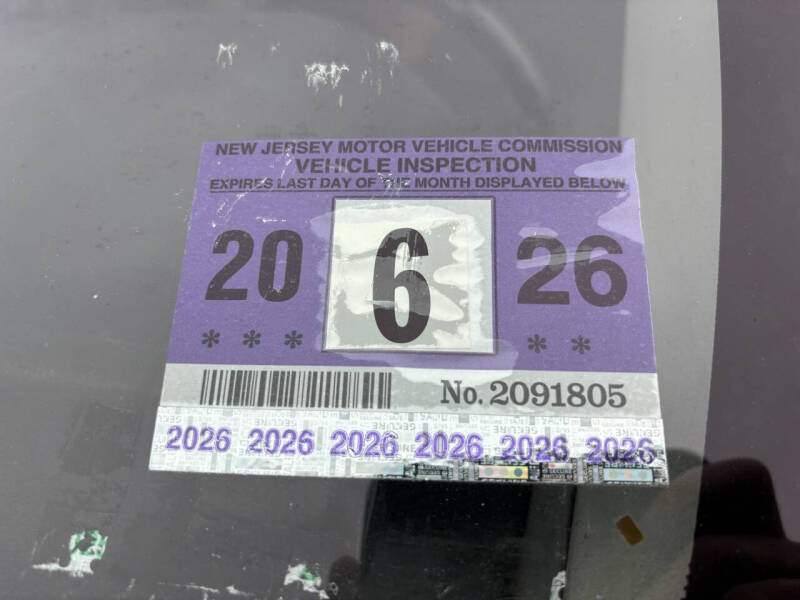 NEW JERSEY MOTOR VEHICLE COMMISSION
VEHICLE INSPECTION
EXPIRES LAST DAY OF THE MONTH DISPLAYED BELOW
20 6 26
*** **
No. 2091805
2026 2026 2026 2026 2026 2026